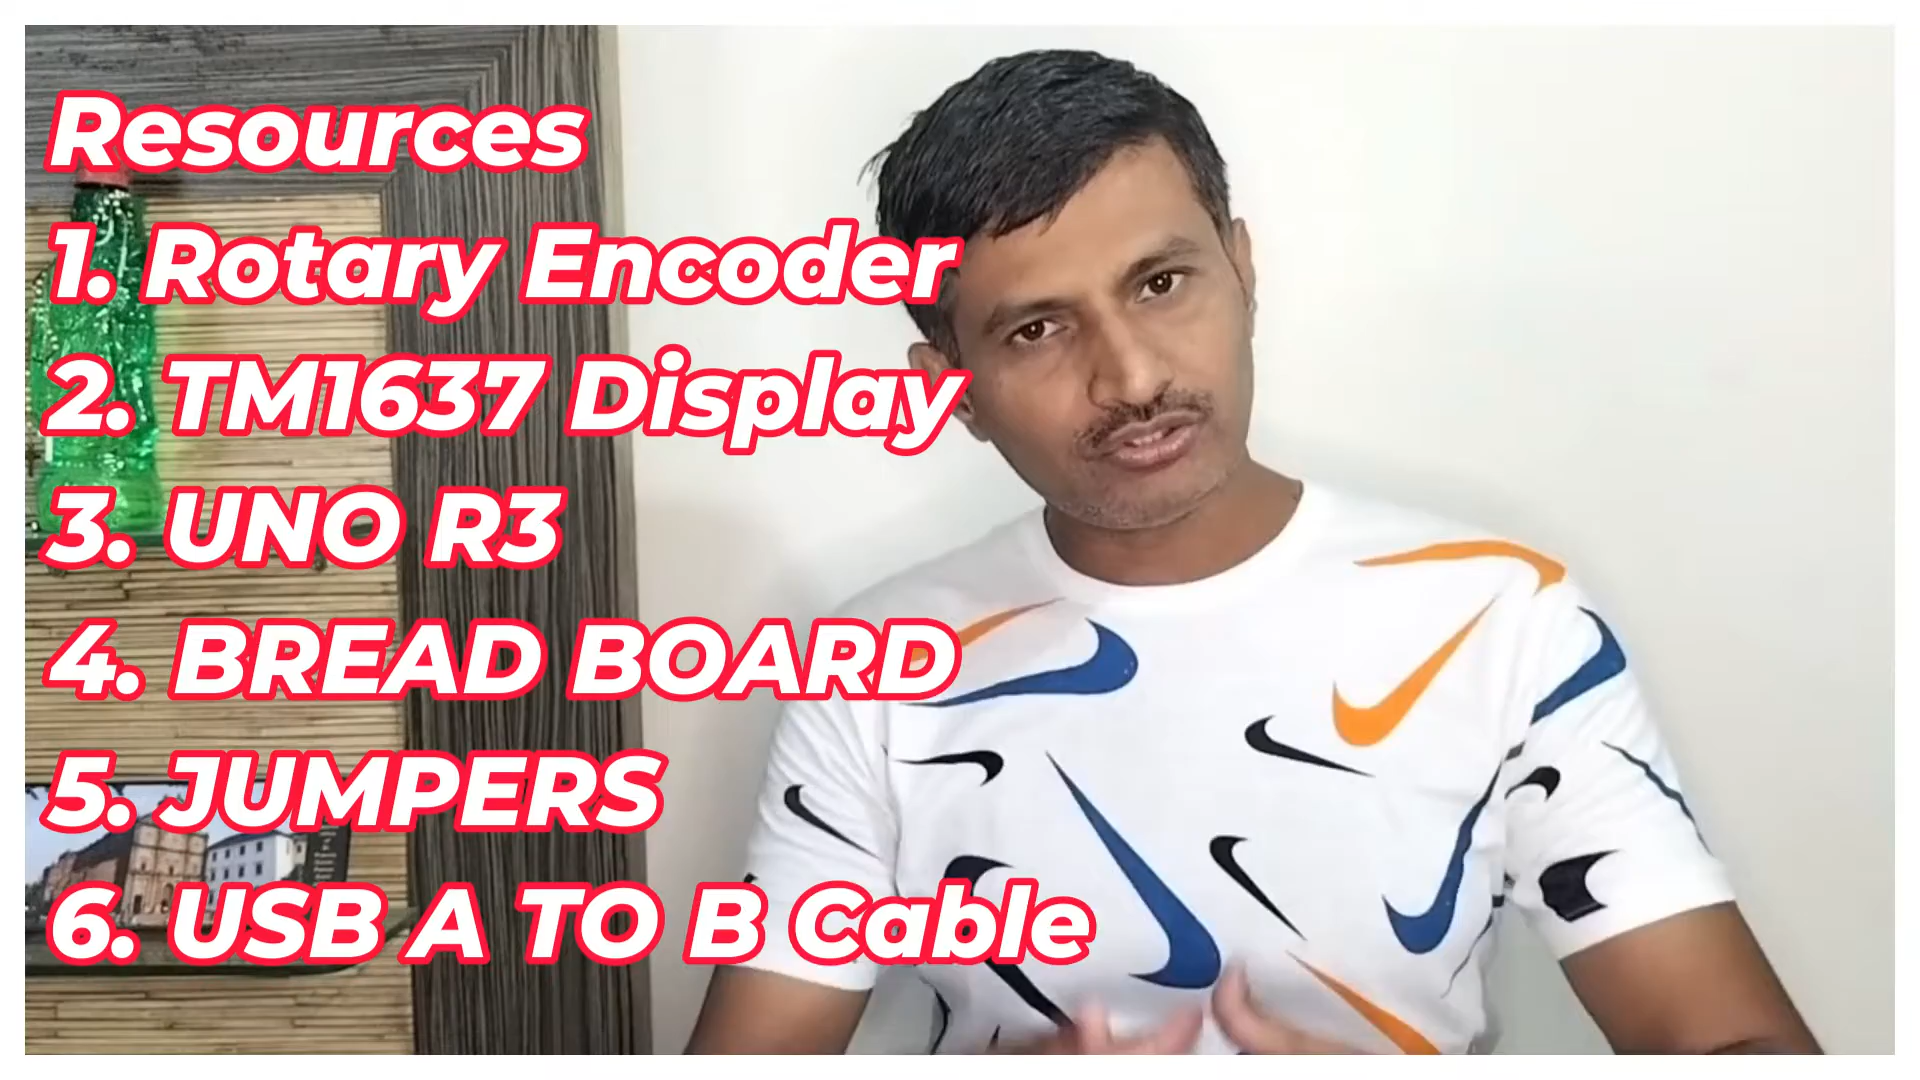 Resources
1. Rotary Encoder
2. TM1637 Display
3. UNO R3
4. BREAD BOARD
5. JUMPERS
6. USB A TO B Cable